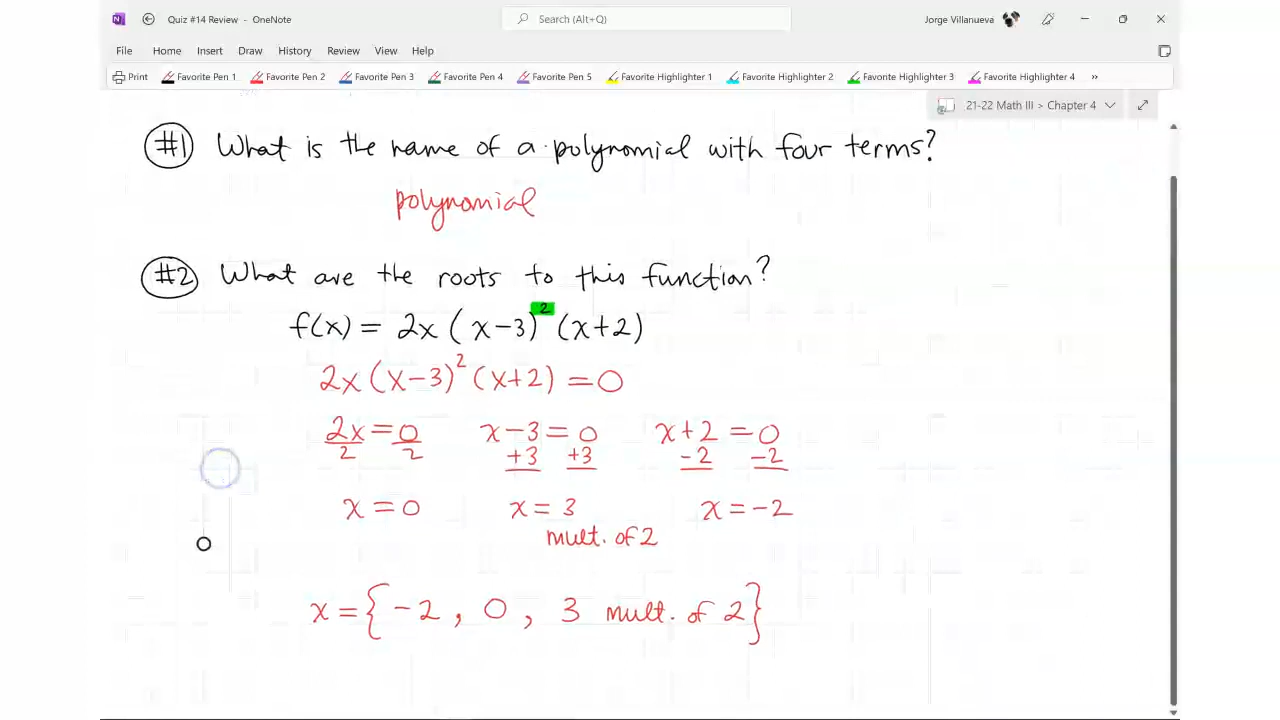 Quiz #14 Review - OneNote
Search (Alt+Q)
Jorge Villanueva
File Home Insert Draw History Review View Help
Print Favorite Pen 1 Favorite Pen 2 Favorite Pen 3 Favorite Pen 4 Favorite Pen 5 Favorite Highlighter 1 Favorite Highlighter 2 Favorite Highlighter 3 Favorite Highlighter 4 »
21-22 Math III > Chapter 4
#1 What is the name of a polynomial with four terms?
polynomial
#2 What are the roots to this function?
f(x) = 2x (x-3)² (x+2)
2x (x-3)² (x+2) = 0
2x = 0 x-3 = 0 x+2 = 0
2 2 +3 +3 -2 -2
x = 0 x = 3 x = -2
mult. of 2
x = { -2 , 0 , 3 mult. of 2 }